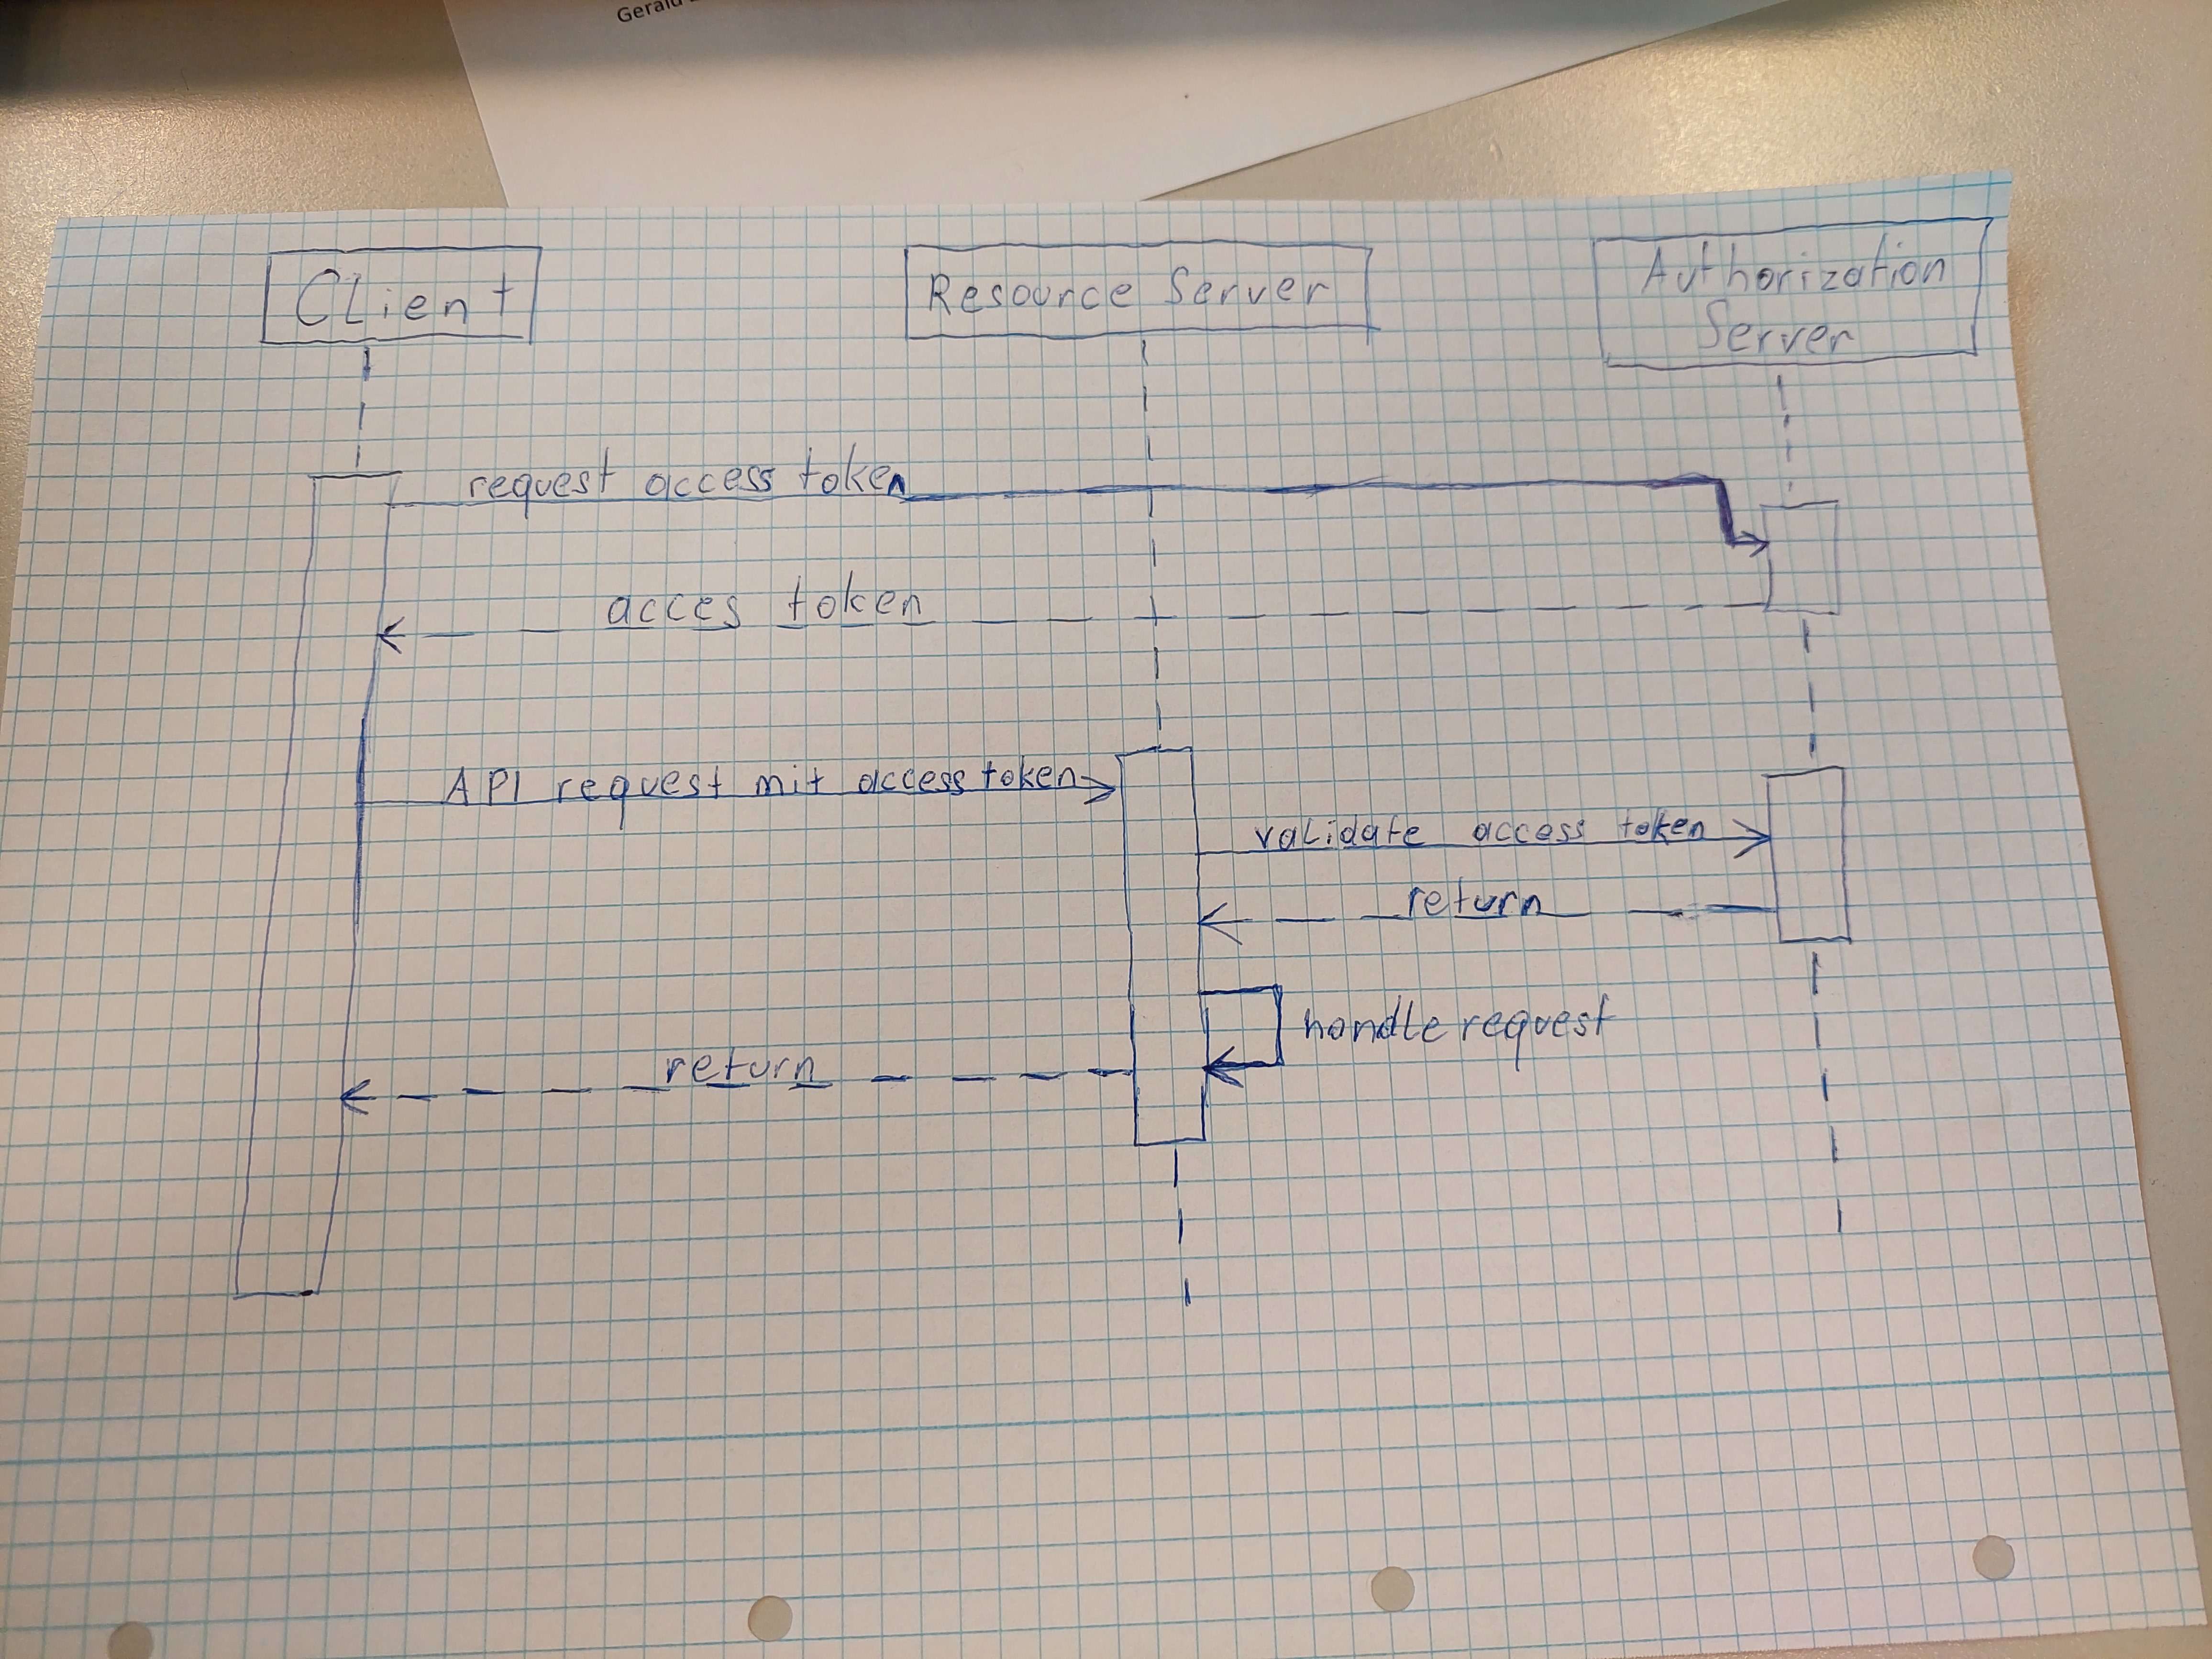 Gerald
CLient
Resource Server
Authorization
Server
request access token
acces token
API request mit access token
validate access token
return
handle request
return